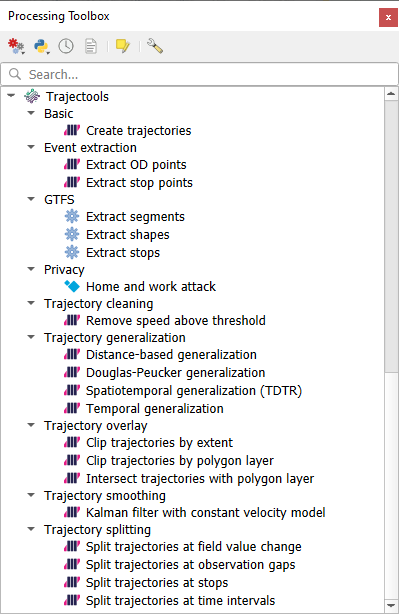 Processing Toolbox
Search...
Trajectools
Basic
Create trajectories
Event extraction
Extract OD points
Extract stop points
GTFS
Extract segments
Extract shapes
Extract stops
Privacy
Home and work attack
Trajectory cleaning
Remove speed above threshold
Trajectory generalization
Distance-based generalization
Douglas-Peucker generalization
Spatiotemporal generalization (TDTR)
Temporal generalization
Trajectory overlay
Clip trajectories by extent
Clip trajectories by polygon layer
Intersect trajectories with polygon layer
Trajectory smoothing
Kalman filter with constant velocity model
Trajectory splitting
Split trajectories at field value change
Split trajectories at observation gaps
Split trajectories at stops
Split trajectories at time intervals